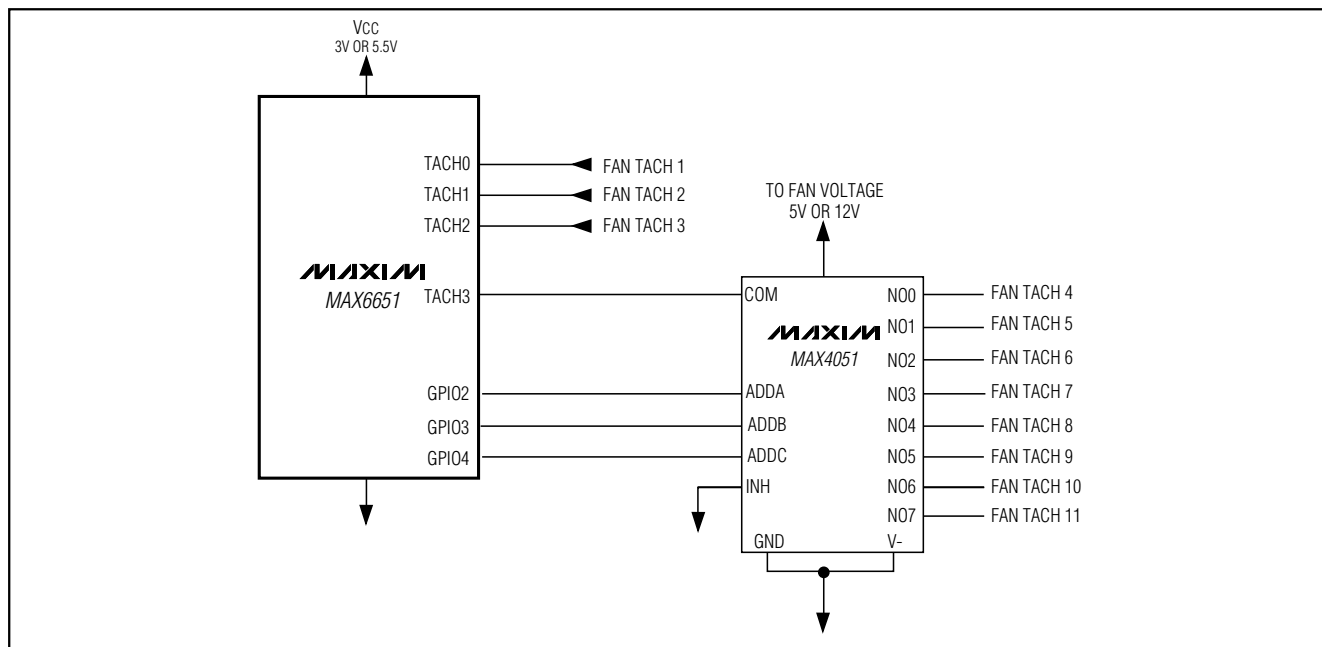 VCC
3V OR 5.5V
TACH0
TACH1
TACH2
MAXIM
MAX6651
TACH3
GPIO2
GPIO3
GPIO4
FAN TACH 1
FAN TACH 2
FAN TACH 3
TO FAN VOLTAGE
5V OR 12V
COM
MAXIM
MAX4051
ADDA
ADDB
ADDC
INH
GND
V-
NO0
NO1
NO2
NO3
NO4
NO5
NO6
NO7
FAN TACH 4
FAN TACH 5
FAN TACH 6
FAN TACH 7
FAN TACH 8
FAN TACH 9
FAN TACH 10
FAN TACH 11